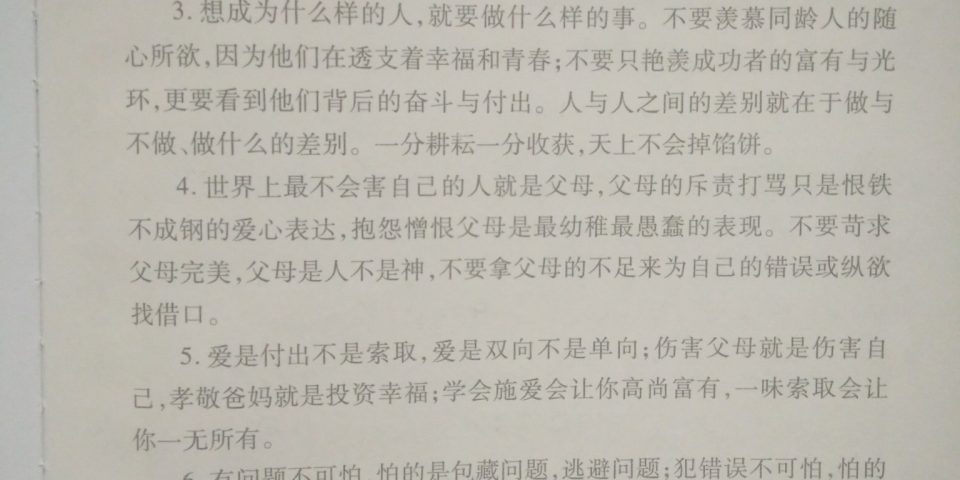 3. 想成为什么样的人，就要做什么样的事。不要羡慕同龄人的随
心所欲，因为他们在透支着幸福和青春；不要只艳羡成功者的富有与光
环，更要看到他们背后的奋斗与付出。人与人之间的差别就在于做与
不做、做什么的差别。一分耕耘一分收获，天上不会掉馅饼。
4. 世界上最不会害自己的人就是父母，父母的斥责打骂只是恨铁
不成钢的爱心表达，抱怨憎恨父母是最幼稚最愚蠢的表现。不要苛求
父母完美，父母是人不是神，不要拿父母的不足来为自己的错误或纵欲
找借口。
5. 爱是付出不是索取，爱是双向不是单向；伤害父母就是伤害自
己，孝敬爸妈就是投资幸福；学会施爱会让你高尚富有，一味索取会让
你一无所有。
6. 有问题不可怕，怕的是包藏问题，逃避问题；犯错误不可怕，怕的